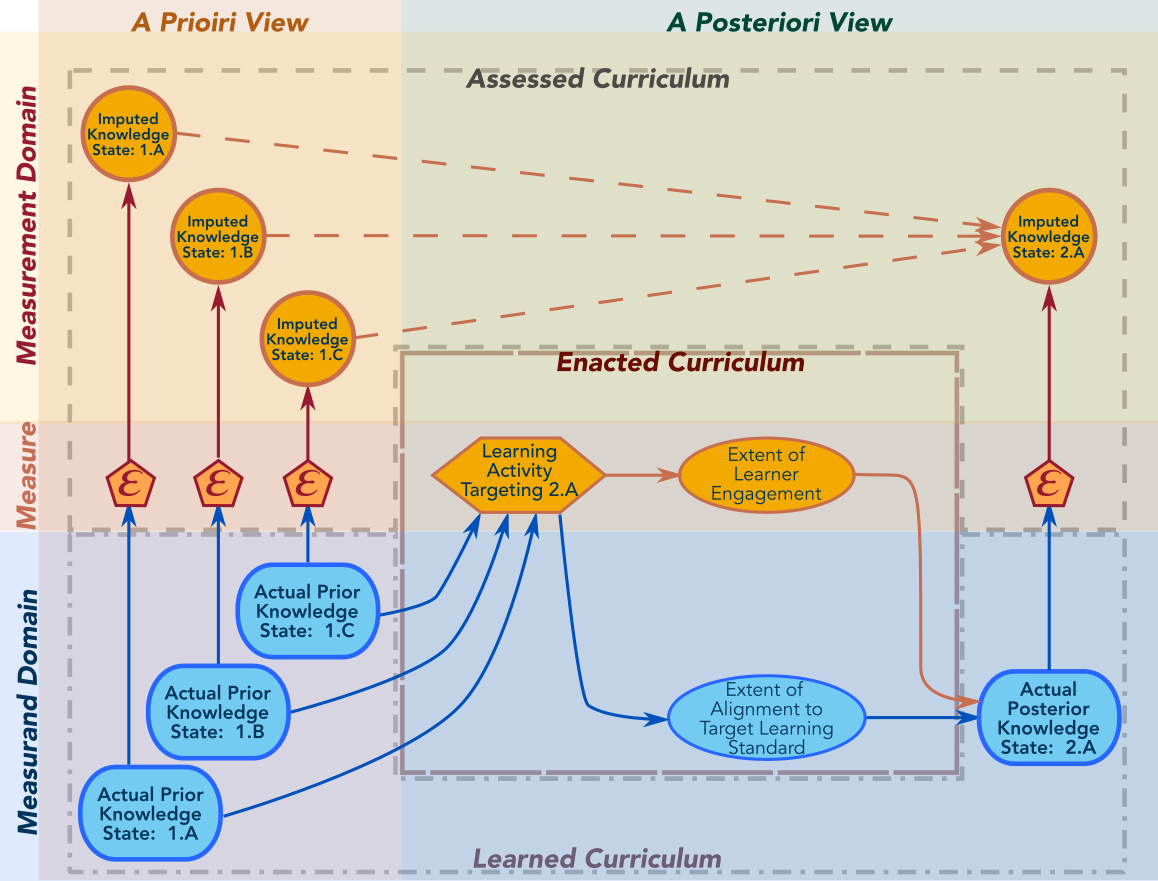 A Prioiri View
A Posteriori View
Measurement Domain
Measure
Measurand Domain
Assessed Curriculum
Imputed
Knowledge
State: 1.A
Imputed
Knowledge
State: 1.B
Imputed
Knowledge
State: 1.C
Imputed
Knowledge
State: 2.A
Enacted Curriculum
Ɛ
Ɛ
Ɛ
Learning
Activity
Targeting 2.A
Extent of
Learner
Engagement
Ɛ
Actual Prior
Knowledge
State: 1.C
Actual Prior
Knowledge
State: 1.B
Actual Prior
Knowledge
State: 1.A
Extent of
Alignment to
Target Learning
Standard
Actual
Posterior
Knowledge
State: 2.A
Learned Curriculum